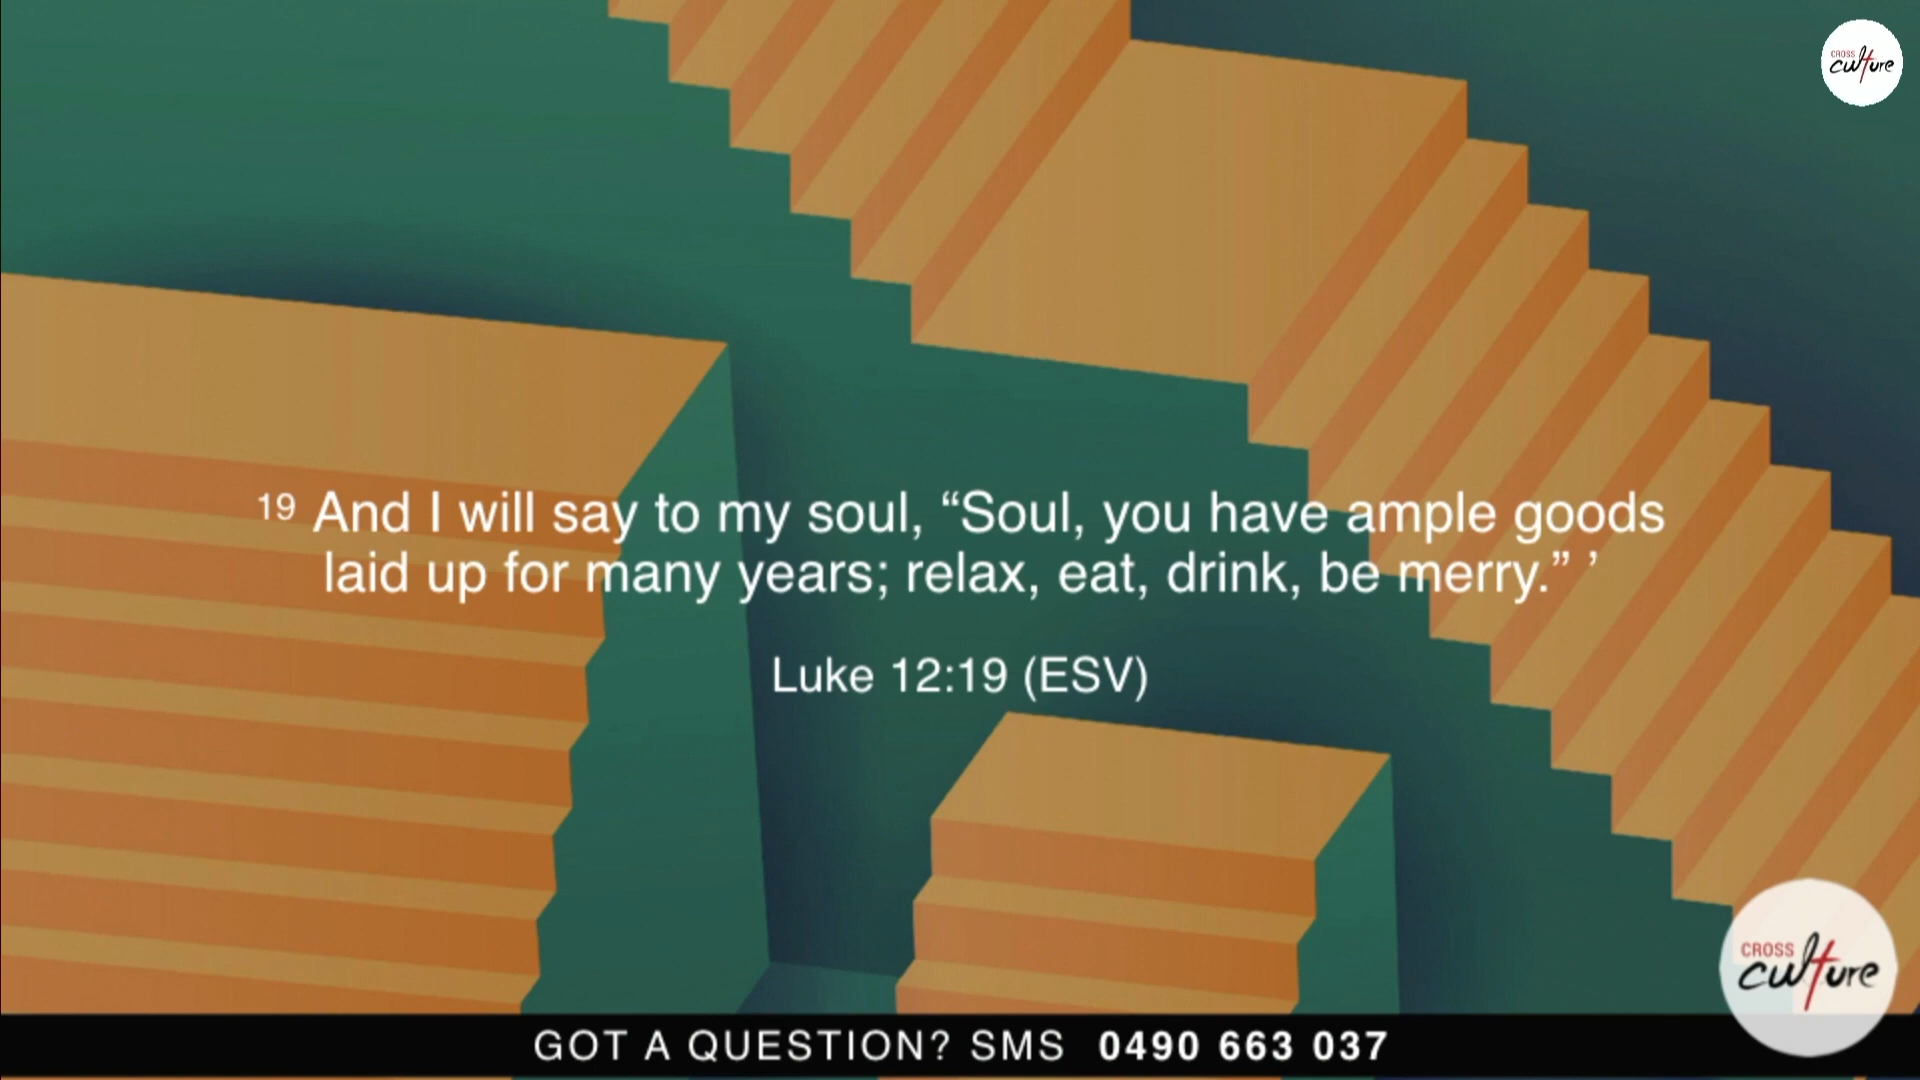 CROSS
culture
19 And I will say to my soul, “Soul, you have ample goods
laid up for many years; relax, eat, drink, be merry.” ’
Luke 12:19 (ESV)
CROSS
culture
GOT A QUESTION? SMS 0490 663 037